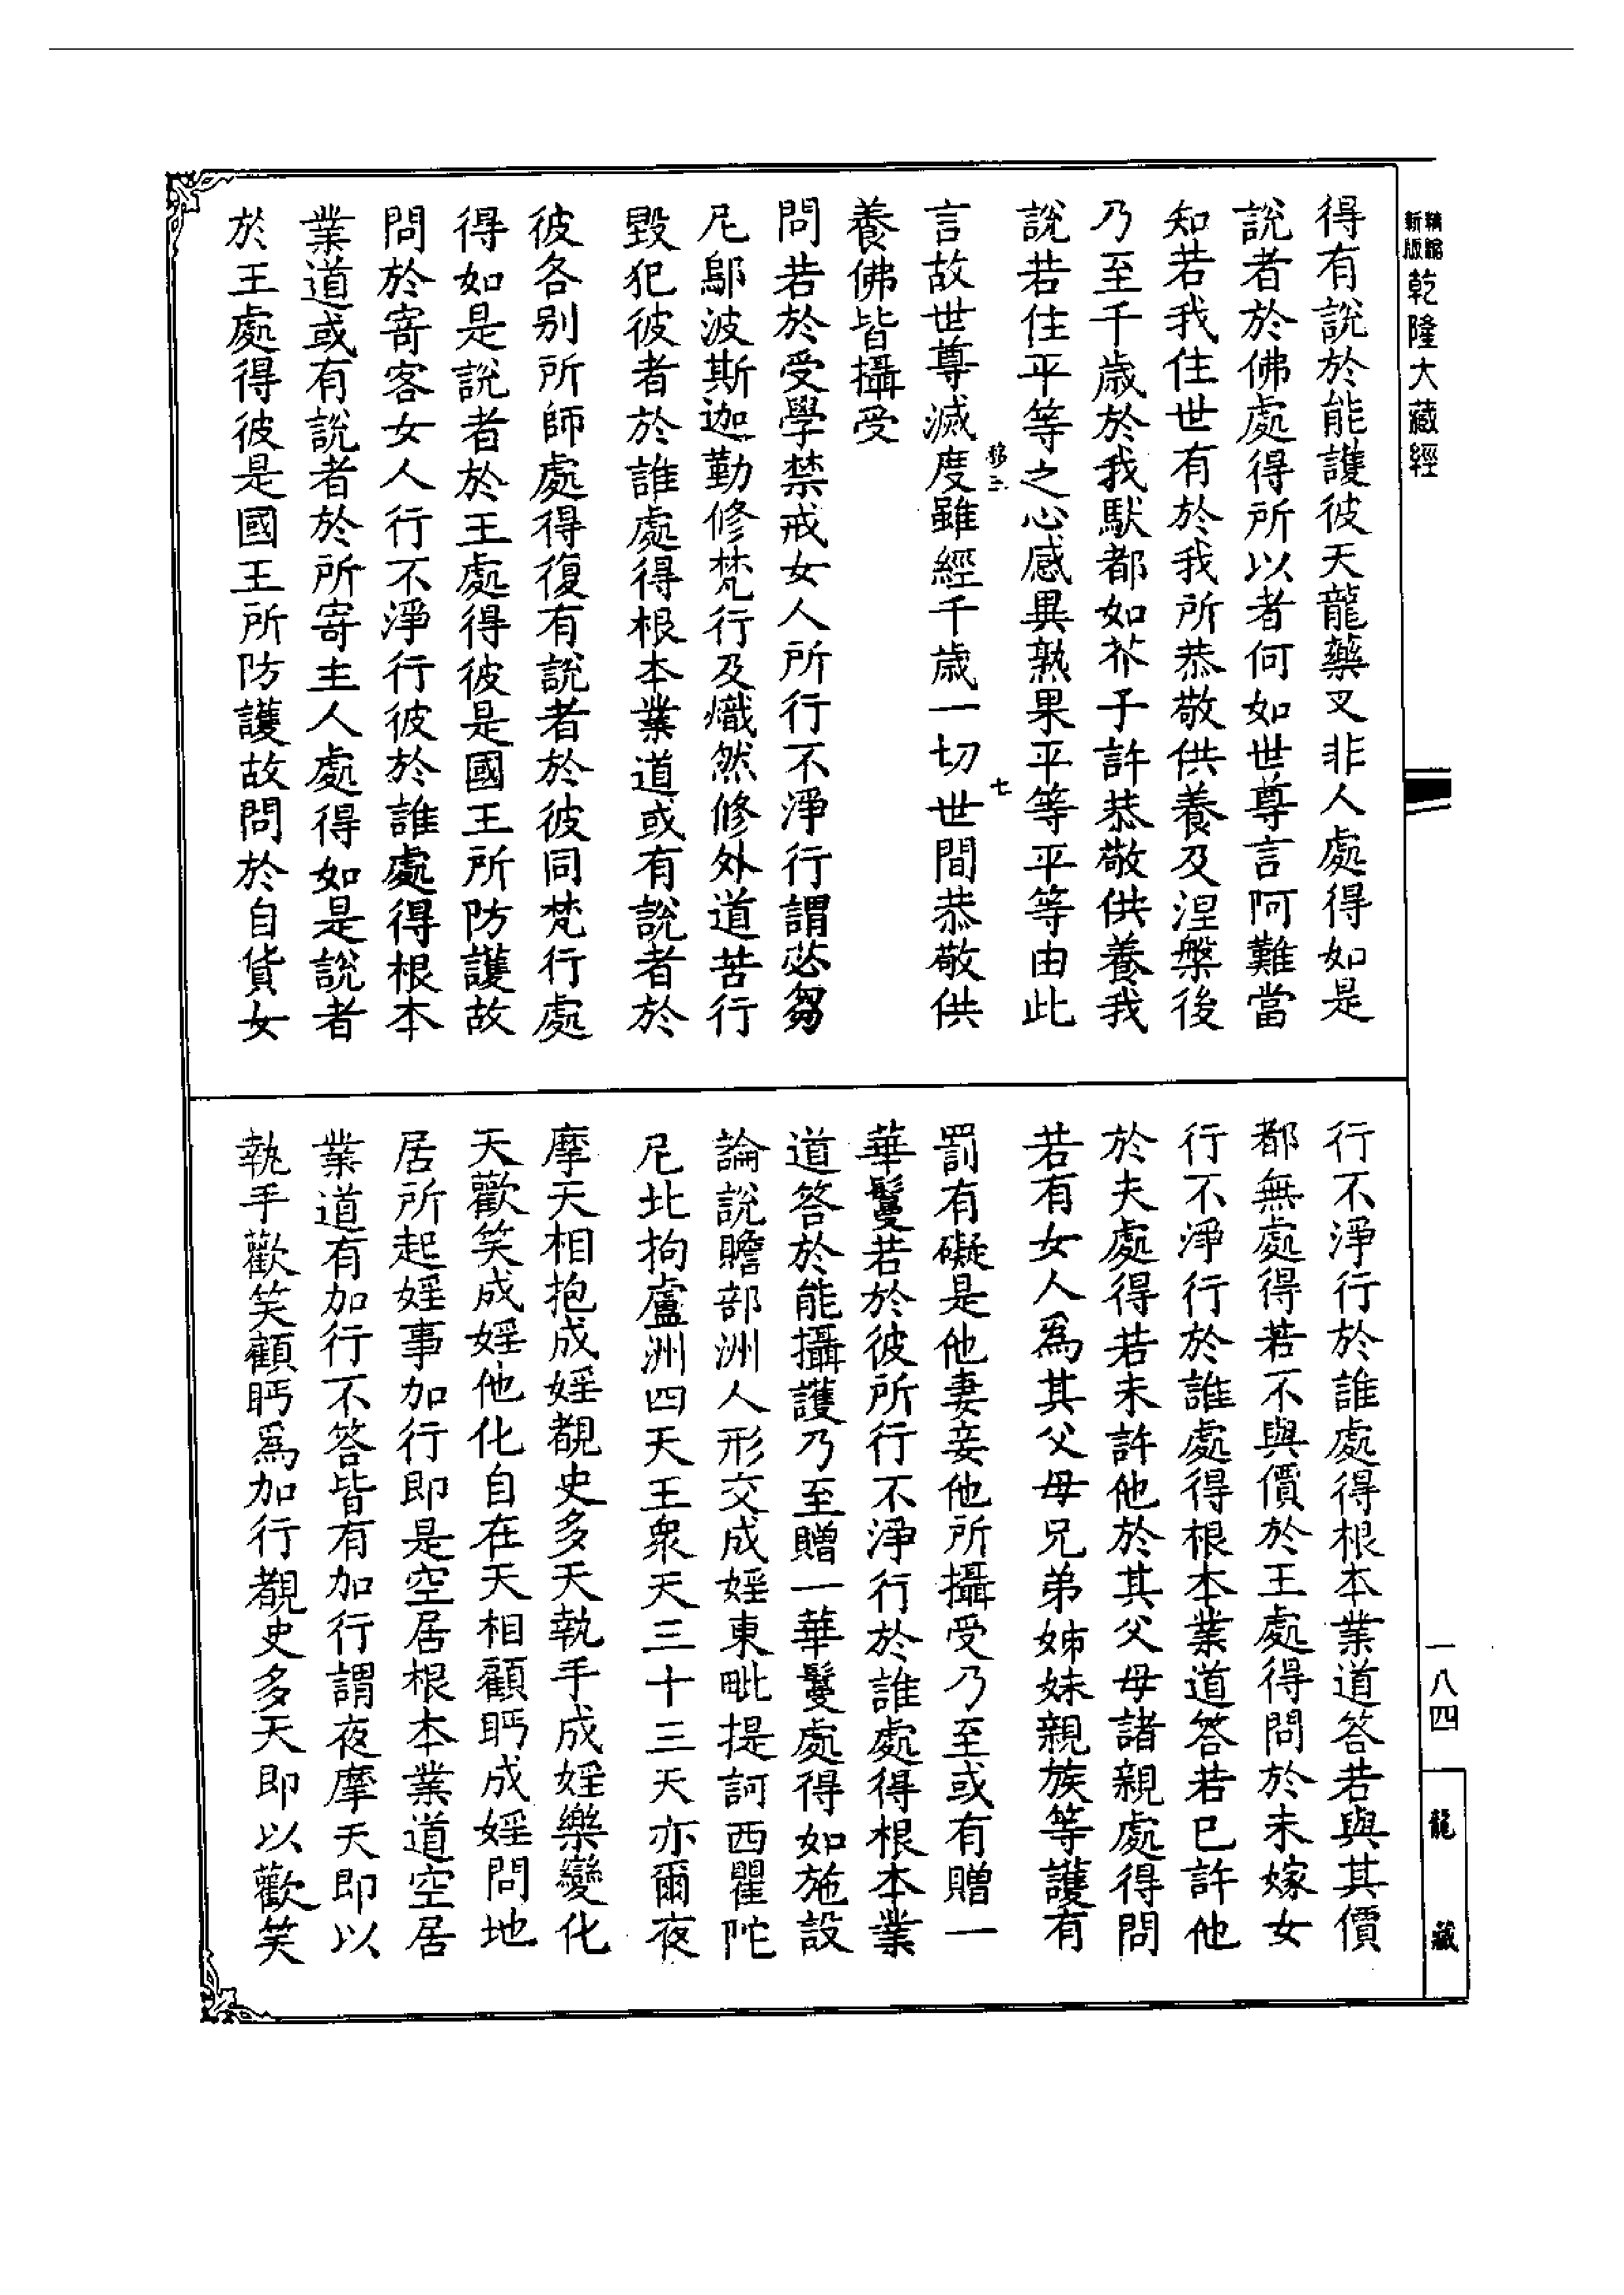 精縮
新版
乾隆大藏經
得有說於能護彼天龍藥叉非人處得如是
說者於佛處得所以者何如世尊言阿難當
知若我住世有於我所恭敬供養及涅槃後
乃至千歲於我馱都如芥子許恭敬供養我
說若住平等之心感異熟果平等平等由此
七
言故世尊滅度雖經千歲一切世間恭敬供
養佛皆攝受
問若於受學禁戒女人所行不淨行謂苾芻
尼鄔波斯迦勤修梵行及熾然修外道苦行
毀犯彼者於誰處得根本業道或有說者於
彼各別所師處得復有說者於彼同梵行處
得如是說者於王處得彼是國王所防護故
問於寄客女人行不淨行彼於誰處得根本
業道或有說者於所寄主人處得如是說者
於王處得彼是國王所防護故問於自貨女
行不淨行於誰處得根本業道答若與其價
都無處得若不與價於王處得問於未嫁女
行不淨行於誰處得根本業道答若已許他
於夫處得若未許他於其父母諸親處得問
若有女人爲其父母兄弟姊妹親族等護有
罰有礙是他妻妾他所攝受乃至或有贈一
華鬘若於彼所行不淨行於誰處得根本業
道答於能攝護乃至贈一華鬘處得如施設
論說贍部洲人形交成婬東毗提訶西瞿陀
尼北拘盧洲四天王衆天三十三天亦爾夜
摩天相抱成婬覩史多天執手成婬樂變化
天歡笑成婬他化自在天相顧眄成婬問地
居所起婬事加行即是空居根本業道空居
業道有加行不答皆有加行謂夜摩天即以
執手歡笑顧眄爲加行覩史多天即以歡笑
一八四
龍藏